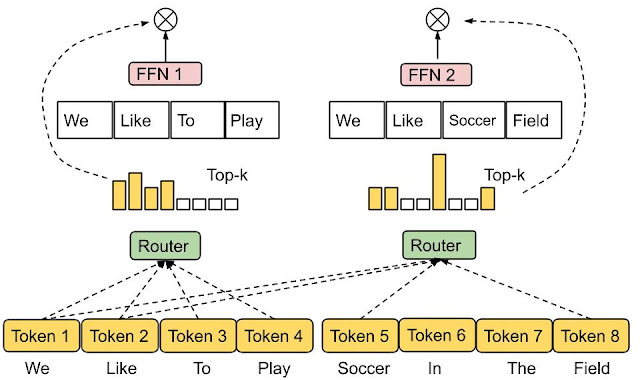 FFN 1
FFN 2
We Like To Play
We Like Soccer Field
Top-k
Top-k
Router
Router
Token 1 Token 2 Token 3 Token 4 Token 5 Token 6 Token 7 Token 8
We Like To Play Soccer In The Field